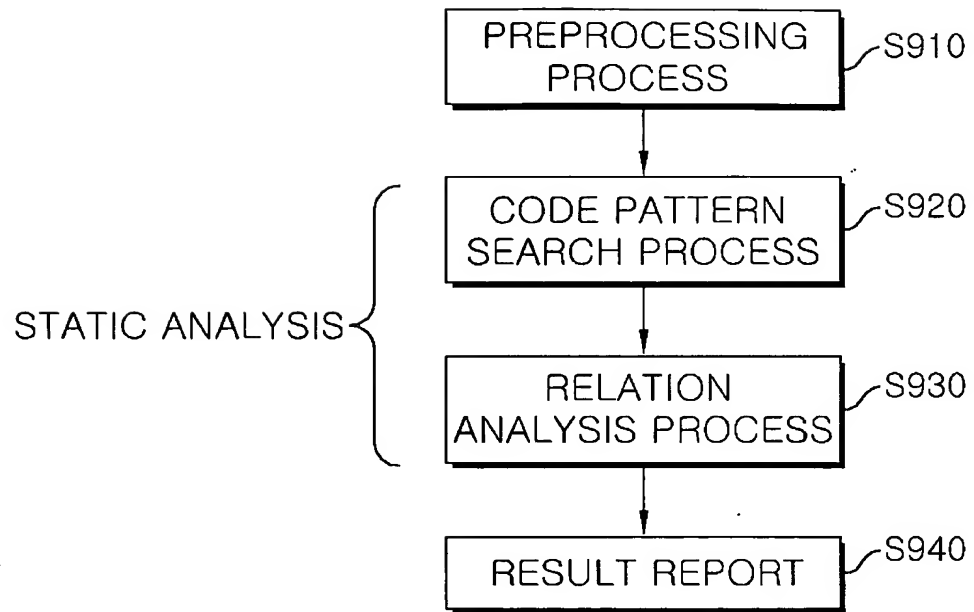 PREPROCESSING
PROCESS
S910
CODE PATTERN
SEARCH PROCESS
S920
STATIC ANALYSIS
RELATION
ANALYSIS PROCESS
S930
RESULT REPORT
S940